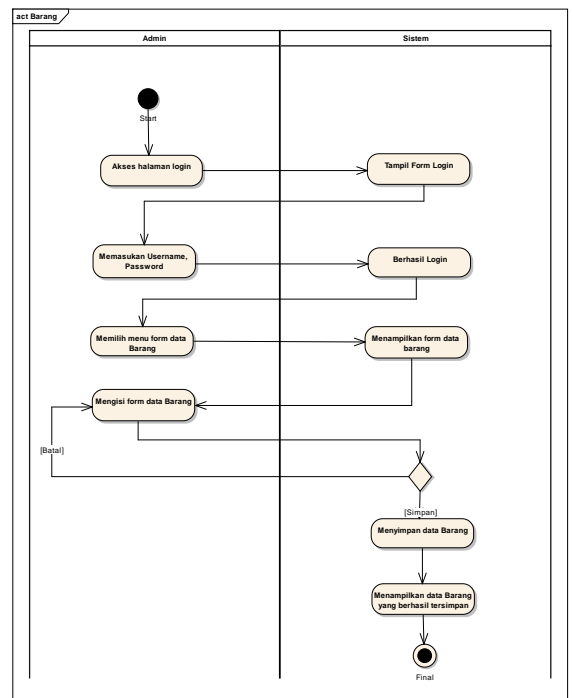 act Barang
Admin
Sistem
Start
Akses halaman login
Tampil Form Login
Memasukan Username,
Password
Berhasil Login
Memilih menu form data
Barang
Menampilkan form data
barang
Mengisi form data Barang
[Batal]
[Simpan]
Menyimpan data Barang
Menampilkan data Barang
yang berhasil tersimpan
Final